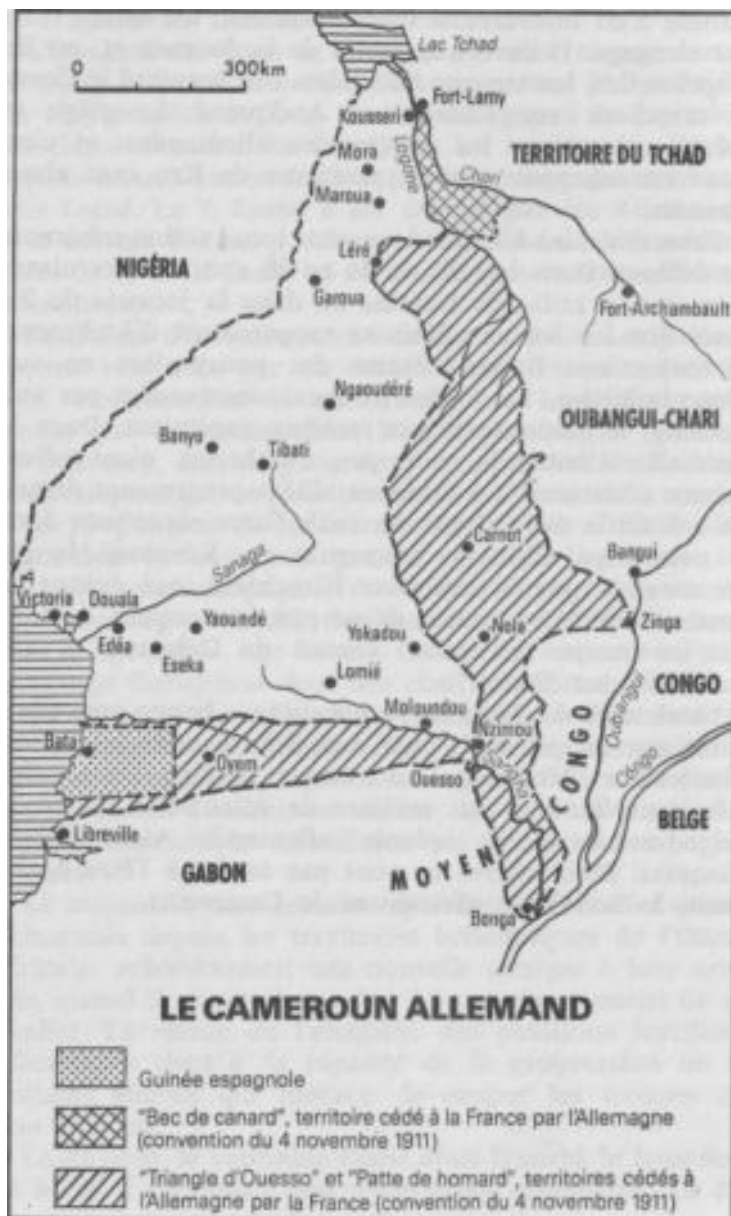 Lac Tchad
0 300km
Fort-Lamy
Kousseri
Logone
Mora
TERRITOIRE DU TCHAD
Chari
Maroua
Léré
NIGÉRIA
Garoua
Fort-Archambault
Ngaoundéré
OUBANGUI-CHARI
Banyo
Tibati
Carnot
Bangui
Sanaga
Victoria
Douala
Yaoundé
Zinga
Edéa
Yokadou
Nola
Eseka
Lomié
CONGO
Oubangui
Moloundou
Nzimou
Congo
Bata
Oyem
Ouesso
CONGO
BELGE
Libreville
GABON
MOYEN
Bonga
LE CAMEROUN ALLEMAND
Guinée espagnole
"Bec de canard", territoire cédé à la France par l'Allemagne
(convention du 4 novembre 1911)
"Triangle d'Ouesso" et "Patte de homard", territoires cédés à
l'Allemagne par la France (convention du 4 novembre 1911)